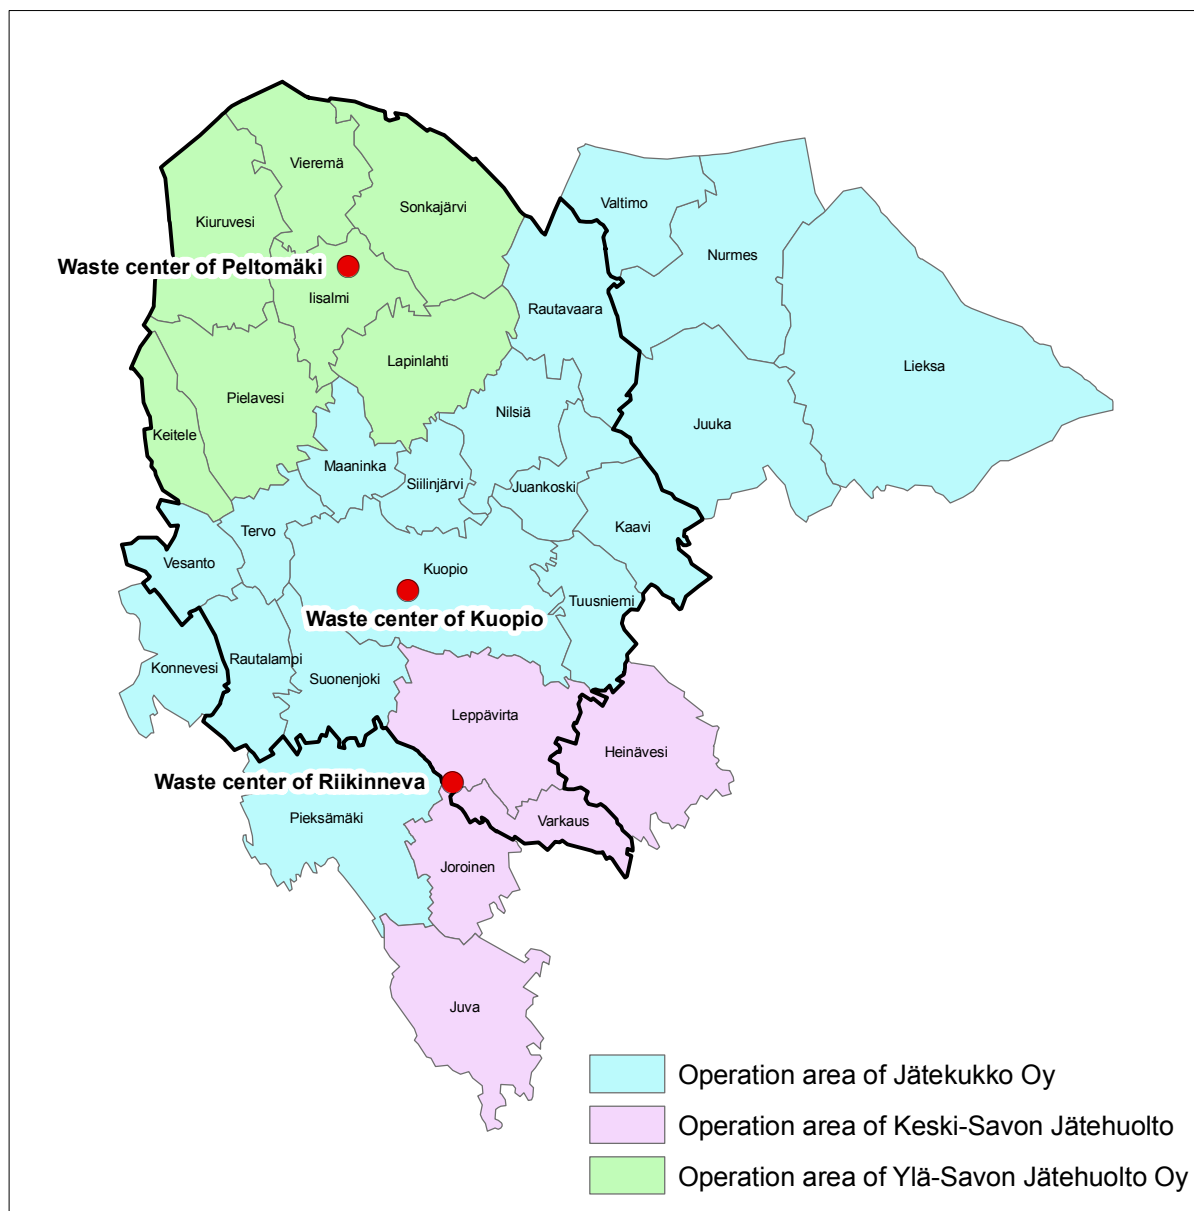 Vieremä
Kiuruvesi
Sonkajärvi
Valtimo
Nurmes
Waste center of Peltomäki
Iisalmi
Rautavaara
Lapinlahti
Lieksa
Pielavesi
Nilsiä
Juuka
Keitele
Maaninka
Siilinjärvi
Juankoski
Kaavi
Tervo
Vesanto
Kuopio
Tuusniemi
Waste center of Kuopio
Konnevesi
Rautalampi
Suonenjoki
Leppävirta
Heinävesi
Waste center of Riikinneva
Pieksämäki
Varkaus
Joroinen
Juva
Operation area of Jätekukko Oy
Operation area of Keski-Savon Jätehuolto
Operation area of Ylä-Savon Jätehuolto Oy